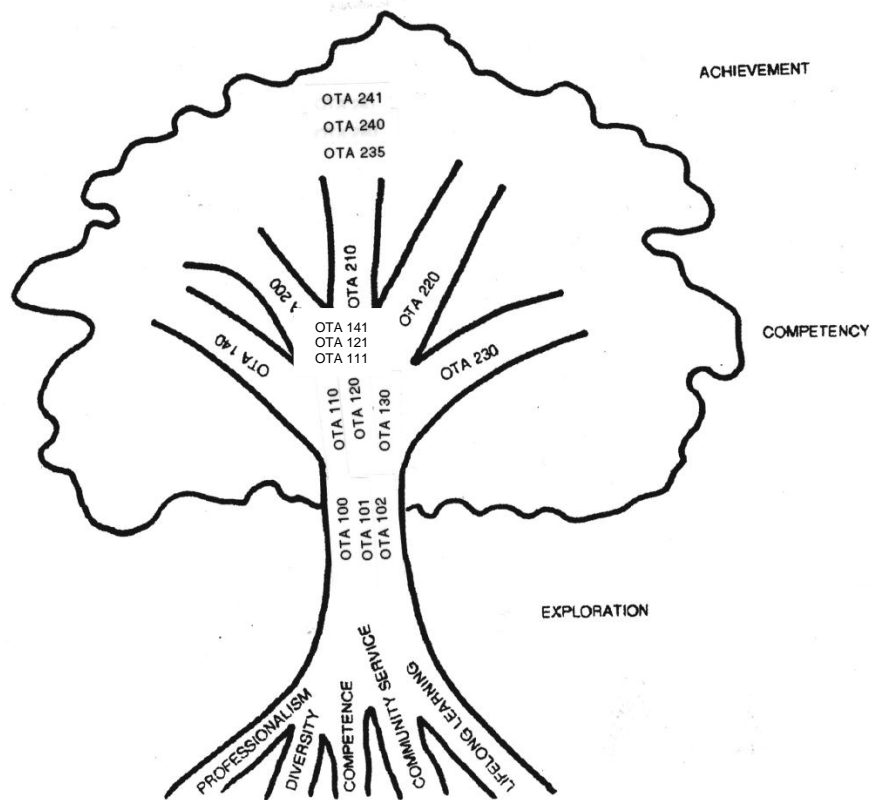 ACHIEVEMENT
OTA 241
OTA 240
OTA 235
OTA 210
200
OTA 220
COMPETENCY
OTA 141
OTA 121
OTA 111
OTA 140
OTA 230
OTA 110
OTA 120
OTA 130
OTA 100
OTA 101
OTA 102
EXPLORATION
PROFESSIONALISM
DIVERSITY
COMPETENCE
COMMUNITY SERVICE
LIFELONG LEARNING